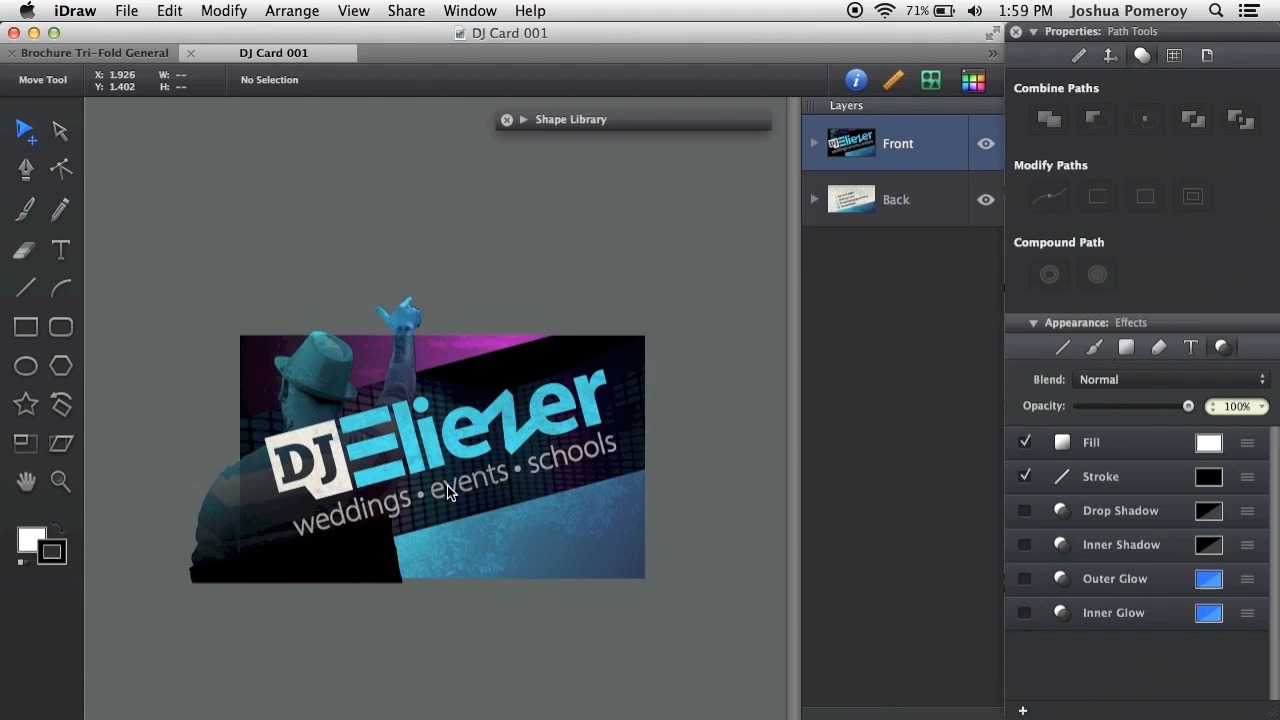 iDraw File Edit Modify Arrange View Share Window Help 71% 1:59 PM Joshua Pomeroy
DJ Card 001
Brochure Tri-Fold General DJ Card 001
Move Tool X: 1.926 W: -- No Selection
Y: 1.402 H: --
Properties: Path Tools
Combine Paths
Modify Paths
Compound Path
Shape Library
Layers
Front
Back
DJ Eliezer
weddings • events • schools
Appearance: Effects
Blend: Normal
Opacity: 100%
Fill
Stroke
Drop Shadow
Inner Shadow
Outer Glow
Inner Glow